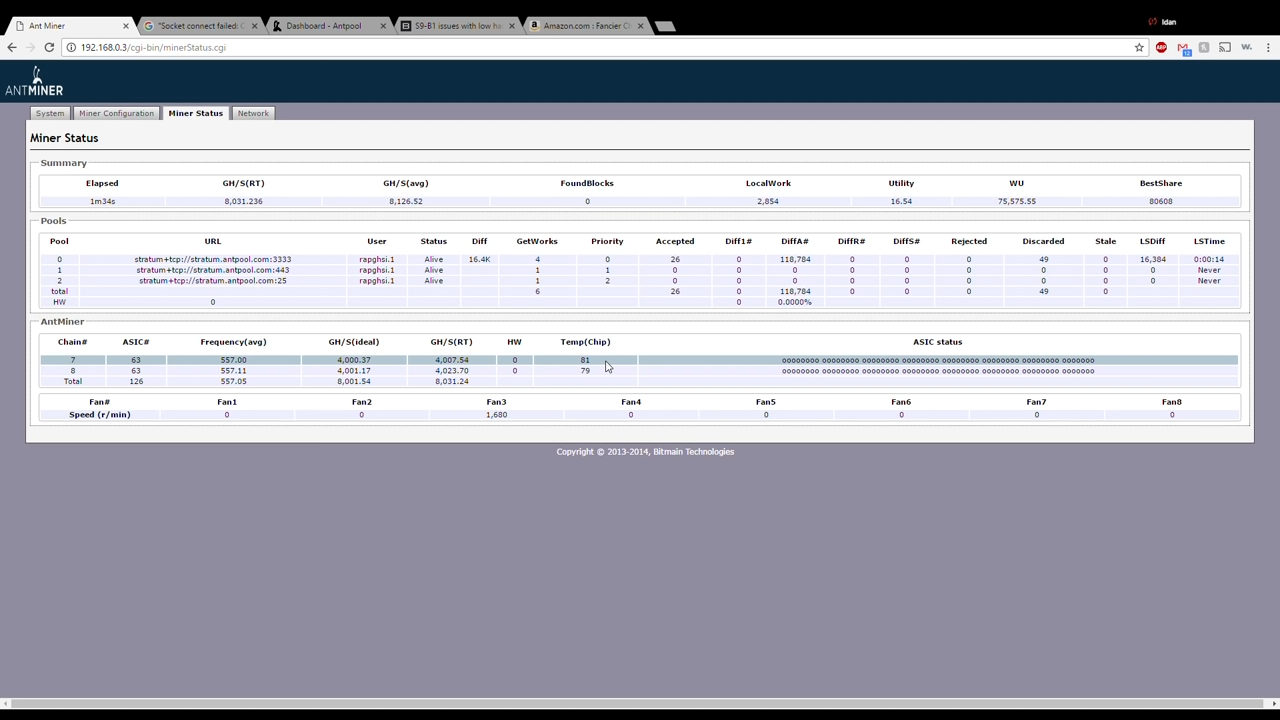 Ant Miner
"Socket connect failed: C
Dashboard - Antpool
S9-B1 issues with low ha
Amazon.com : Fancier Cl
Idan
192.168.0.3/cgi-bin/minerStatus.cgi
ABP
12
W.
ANTMINER
System
Miner Configuration
Miner Status
Network
Miner Status
Summary
Elapsed GH/S(RT) GH/S(avg) FoundBlocks LocalWork Utility WU BestShare
1m34s 8,031.236 8,126.52 0 2,854 16.54 75,575.55 80608
Pools
Pool URL User Status Diff GetWorks Priority Accepted Diff1# DiffA# DiffR# DiffS# Rejected Discarded Stale LSDiff LSTime
0 stratum+tcp://stratum.antpool.com:3333 rapghsi.1 Alive 16.4K 4 0 26 0 118,784 0 0 0 49 0 16,384 0:00:14
1 stratum+tcp://stratum.antpool.com:443 rapghsi.1 Alive 1 1 0 0 0 0 0 0 0 0 0 Never
2 stratum+tcp://stratum.antpool.com:25 rapghsi.1 Alive 1 2 0 0 0 0 0 0 0 0 0 Never
total 6 26 0 118,784 0 0 0 49 0
HW 0 0 0.0000%
AntMiner
Chain# ASIC# Frequency(avg) GH/S(ideal) GH/S(RT) HW Temp(Chip) ASIC status
7 63 557.00 4,000.37 4,007.54 0 81 oooooooo oooooooo oooooooo oooooooo oooooooo oooooooo oooooooo ooooooo
8 63 557.11 4,001.17 4,023.70 0 79 oooooooo oooooooo oooooooo oooooooo oooooooo oooooooo oooooooo ooooooo
Total 126 557.05 8,001.54 8,031.24
Fan# Fan1 Fan2 Fan3 Fan4 Fan5 Fan6 Fan7 Fan8
Speed (r/min) 0 0 1,680 0 0 0 0 0
Copyright © 2013-2014, Bitmain Technologies